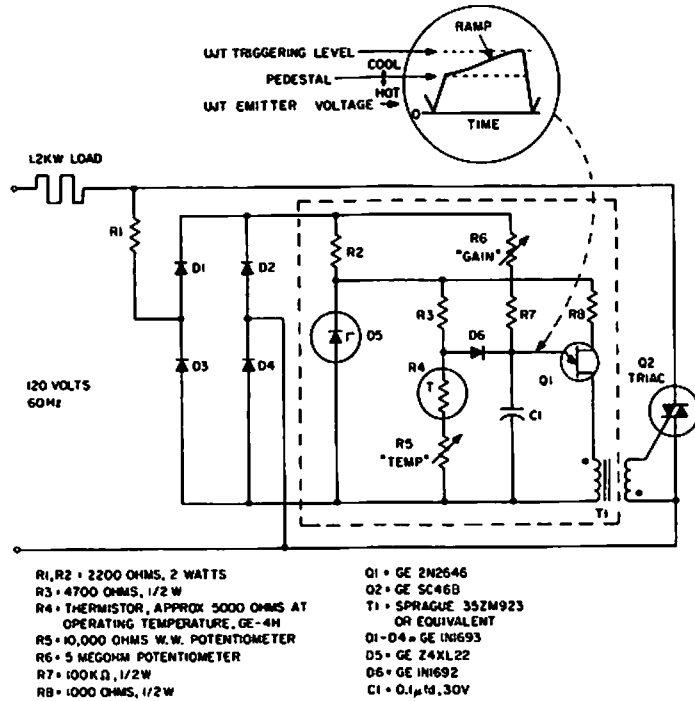 RAMP
UJT TRIGGERING LEVEL
COOL
PEDESTAL
HOT
UJT EMITTER VOLTAGE
0
TIME
1.2KW LOAD
R1
D1
D2
R2
R6
"GAIN"
R3
R7
R8
D5
D6
D3
D4
R4
T
Q1
Q2
TRIAC
120 VOLTS
60Hz
C1
R5
"TEMP"
T1
R1, R2 = 2200 OHMS, 2 WATTS
R3 = 4700 OHMS, 1/2 W
R4 = THERMISTOR, APPROX 5000 OHMS AT
OPERATING TEMPERATURE, GE-4H
R5 = 10,000 OHMS W.W. POTENTIOMETER
R6 = 5 MEGOHM POTENTIOMETER
R7 = 100KΩ, 1/2W
R8 = 1000 OHMS, 1/2 W
Q1 = GE 2N2646
Q2 = GE SC46B
T1 = SPRAGUE 35ZM923
OR EQUIVALENT
D1-D4 = GE IN1693
D5 = GE Z4XL22
D6 = GE IN1692
C1 = 0.1μfd, 30V